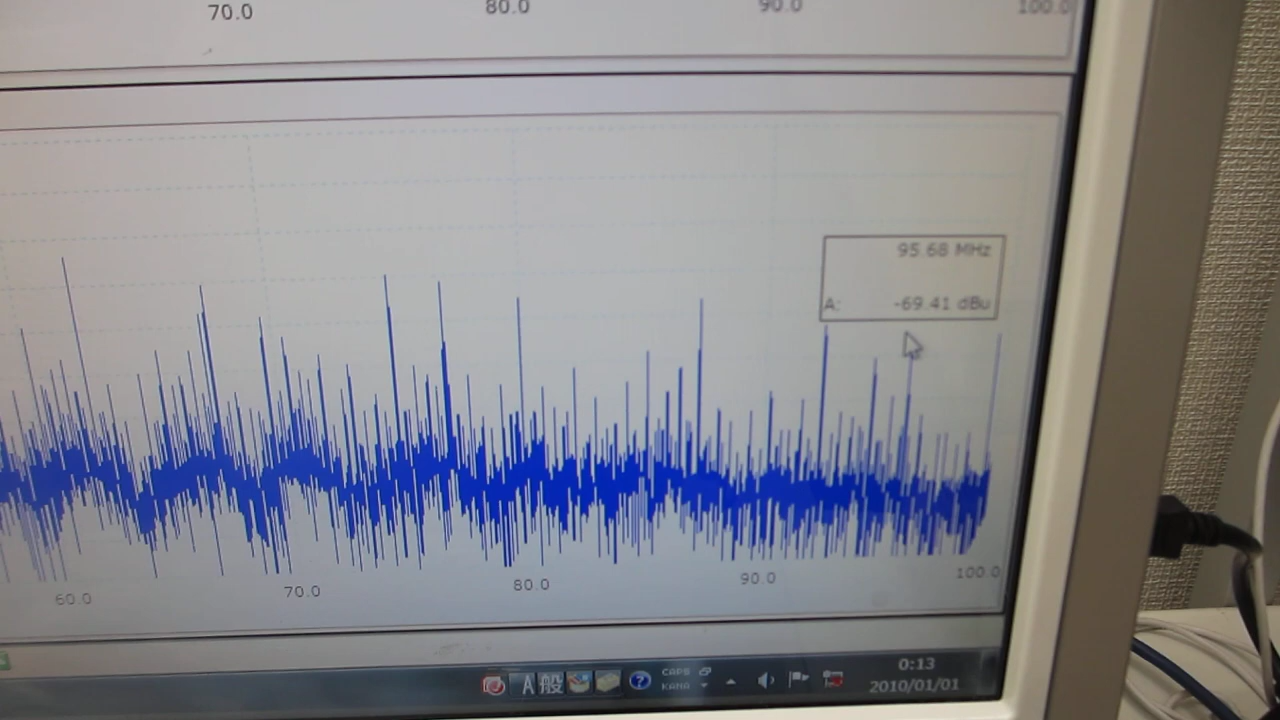 70.0 80.0 90.0 100.0
95.68 MHz
A: -69.41 dBu
60.0 70.0 80.0 90.0 100.0
A 般 ? CAPS
KANA
0:13
2010/01/01